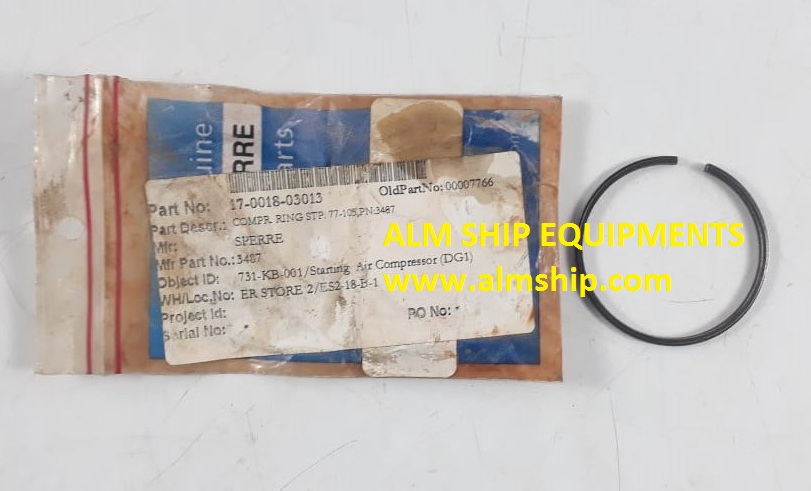 uine
RRE
arts
Part No: 17-0018-03013
OldPartNo: 00007766
Part Descr.: COMPR. RING STP. 77-105,PN:3487
Mfr: SPERRE
Mfr Part No.: 3487
Object ID: 731-KB-001/Starting Air Compressor (DG1)
WH/Loc,No: ER STORE 2/ES2-18-B-1
Project Id:
PO No: *
Serial No: *
ALM SHIP EQUIPMENTS
www.almship.com